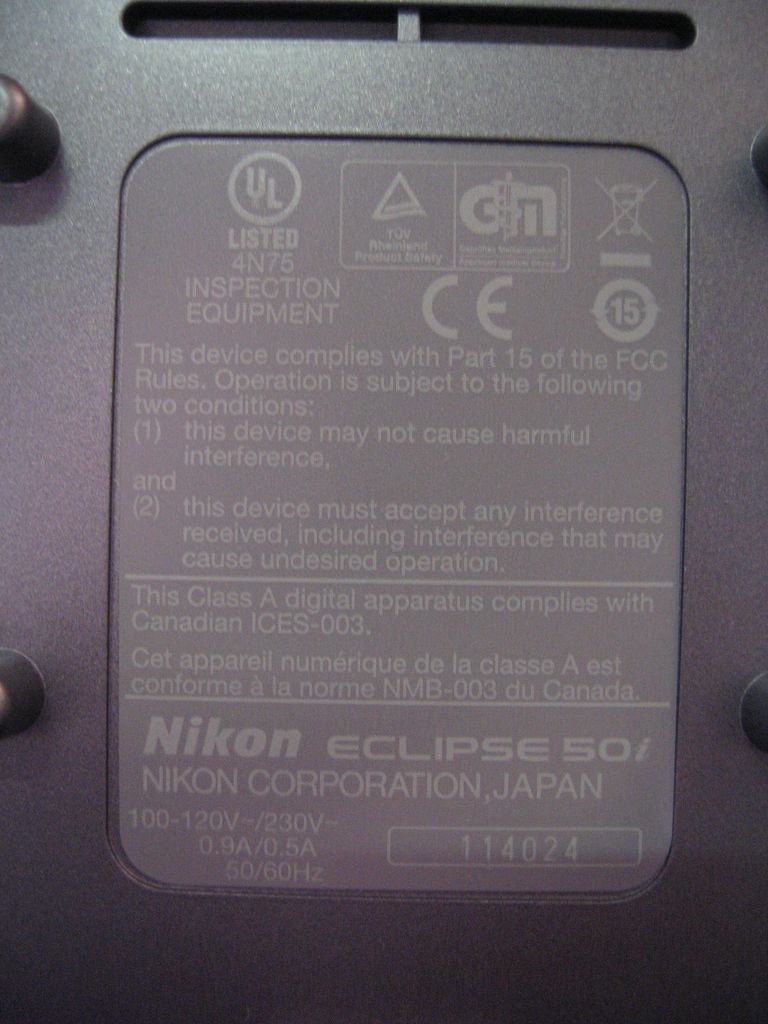 UL
LISTED
4N75
INSPECTION
EQUIPMENT
TÜV
Rheinland
Product Safety
CE
15
This device complies with Part 15 of the FCC
Rules. Operation is subject to the following
two conditions:
(1) this device may not cause harmful
interference,
and
(2) this device must accept any interference
received, including interference that may
cause undesired operation.
This Class A digital apparatus complies with
Canadian ICES-003.
Cet appareil numérique de la classe A est
conforme à la norme NMB-003 du Canada.
Nikon ECLIPSE 50i
NIKON CORPORATION,JAPAN
100-120V~/230V~
0.9A/0.5A
50/60Hz
114024